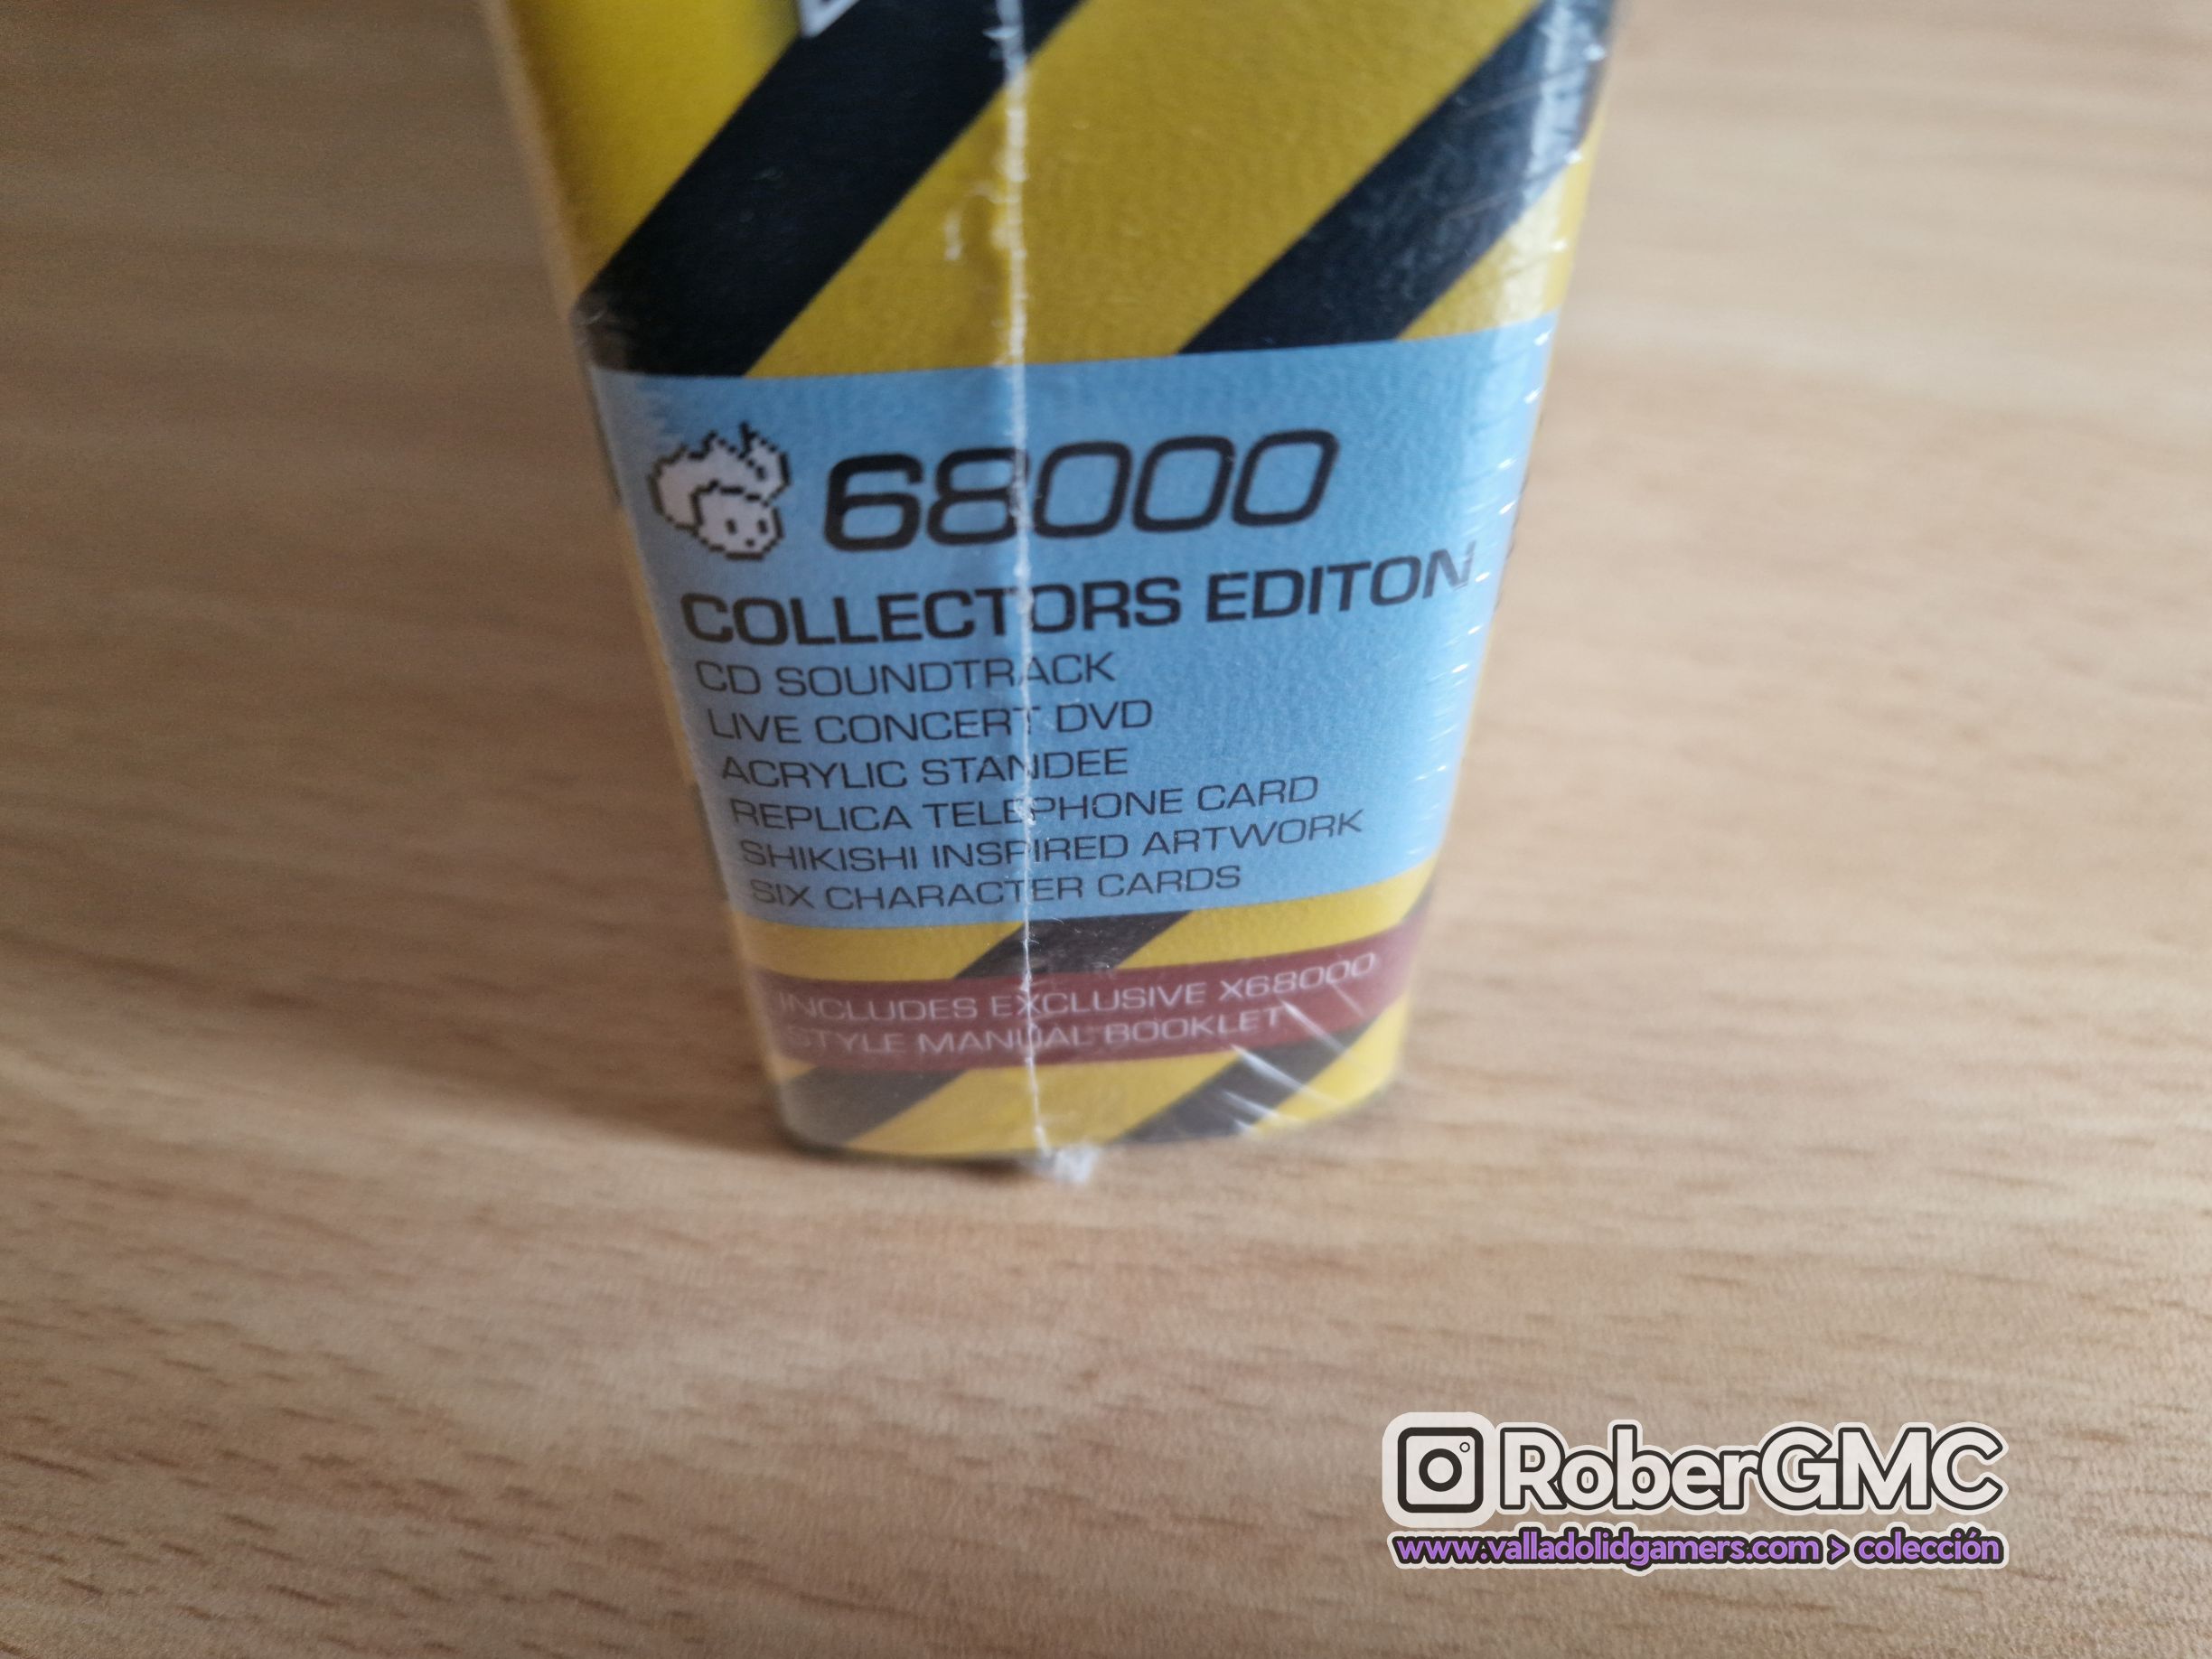 68000
COLLECTORS EDITON
CD SOUNDTRACK
LIVE CONCERT DVD
ACRYLIC STANDEE
REPLICA TELEPHONE CARD
SHIKISHI INSPIRED ARTWORK
SIX CHARACTER CARDS
INCLUDES EXCLUSIVE X68000
STYLE MANUAL BOOKLET
RoberGMC
www.valladolidgamers.com > colección